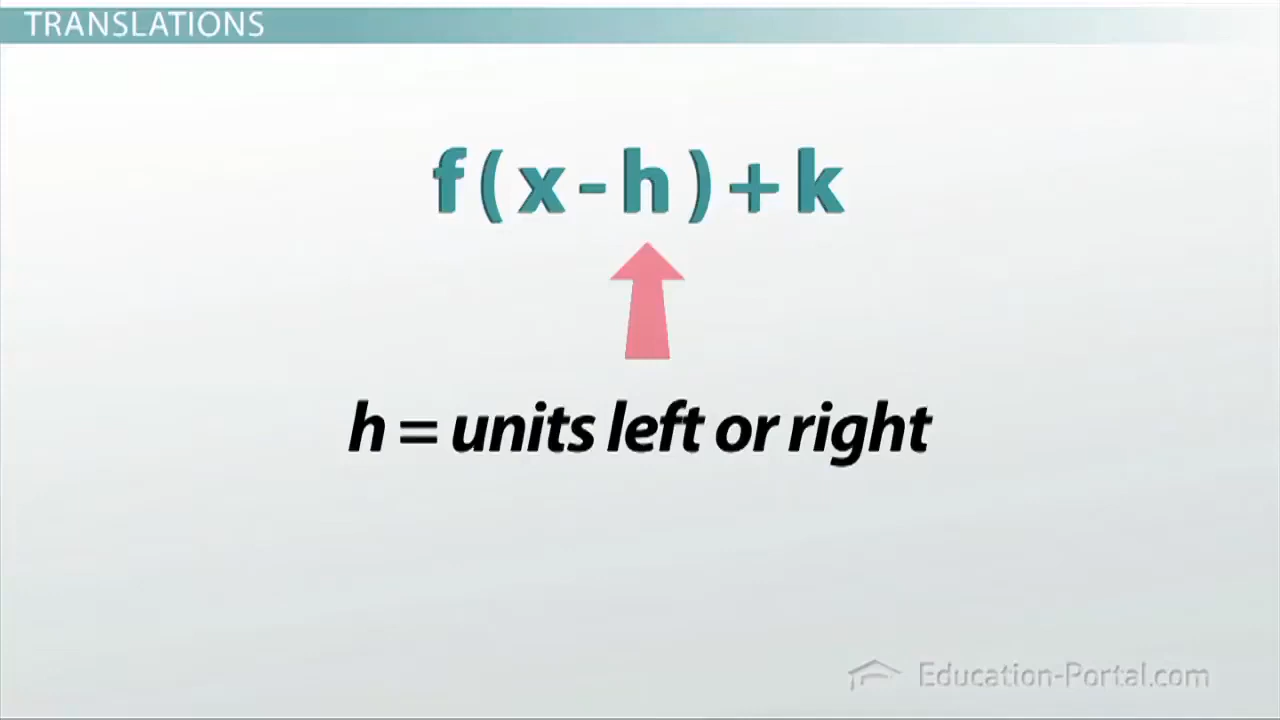 TRANSLATIONS
f(x-h)+k
h = units left or right
Education-Portal.com